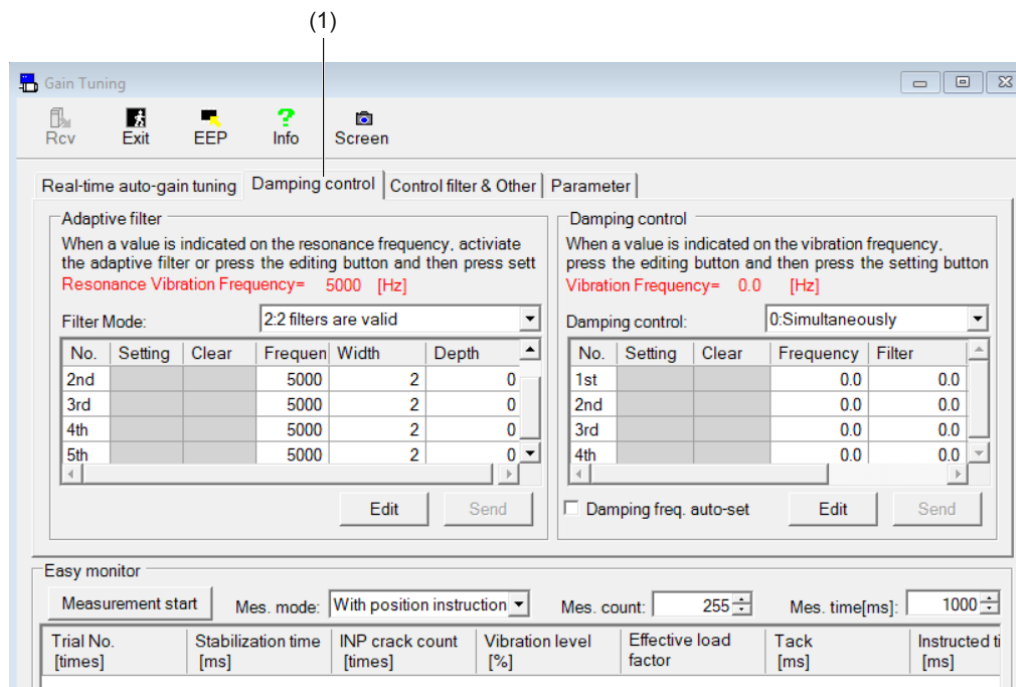 (1)
Gain Tuning
Rcv Exit EEP Info Screen
Real-time auto-gain tuning Damping control Control filter & Other Parameter
Adaptive filter
When a value is indicated on the resonance frequency, activiate
the adaptive filter or press the editing button and then press sett
Resonance Vibration Frequency= 5000 [Hz]
Filter Mode: 2:2 filters are valid
No. Setting Clear Frequen Width Depth
2nd 5000 2 0
3rd 5000 2 0
4th 5000 2 0
5th 5000 2 0
Edit Send
Damping control
When a value is indicated on the vibration frequency,
press the editing button and then press the setting button
Vibration Frequency= 0.0 [Hz]
Damping control: 0:Simultaneously
No. Setting Clear Frequency Filter
1st 0.0 0.0
2nd 0.0 0.0
3rd 0.0 0.0
4th 0.0 0.0
Damping freq. auto-set Edit Send
Easy monitor
Measurement start Mes. mode: With position instruction Mes. count: 255 Mes. time[ms]: 1000
Trial No. Stabilization time INP crack count Vibration level Effective load Tack Instructed ti
[times] [ms] [times] [%] factor [ms] [ms]